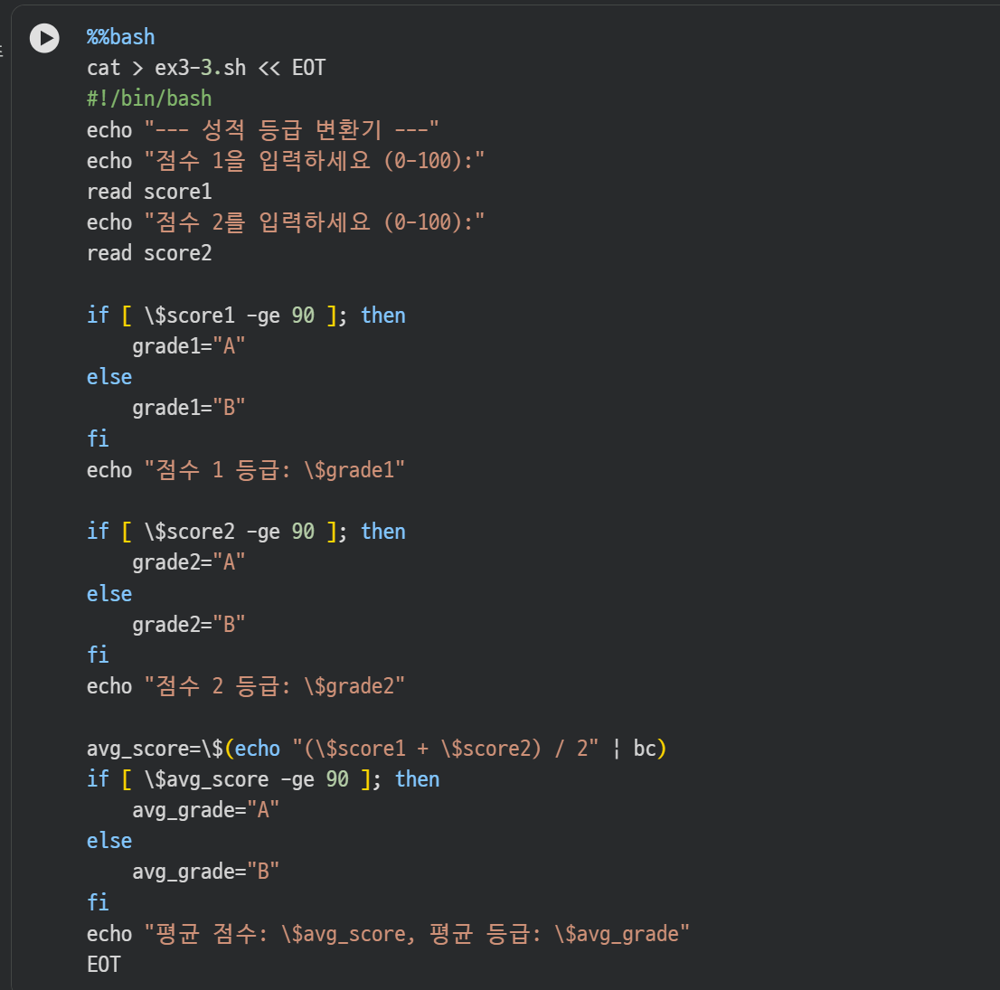 %%bash
cat > ex3-3.sh << EOT
#!/bin/bash
echo "--- 성적 등급 변환기 ---"
echo "점수 1을 입력하세요 (0-100):"
read score1
echo "점수 2를 입력하세요 (0-100):"
read score2

if [ \$score1 -ge 90 ]; then
    grade1="A"
else
    grade1="B"
fi
echo "점수 1 등급: \$grade1"

if [ \$score2 -ge 90 ]; then
    grade2="A"
else
    grade2="B"
fi
echo "점수 2 등급: \$grade2"

avg_score=\$(echo "(\$score1 + \$score2) / 2" | bc)
if [ \$avg_score -ge 90 ]; then
    avg_grade="A"
else
    avg_grade="B"
fi
echo "평균 점수: \$avg_score, 평균 등급: \$avg_grade"
EOT